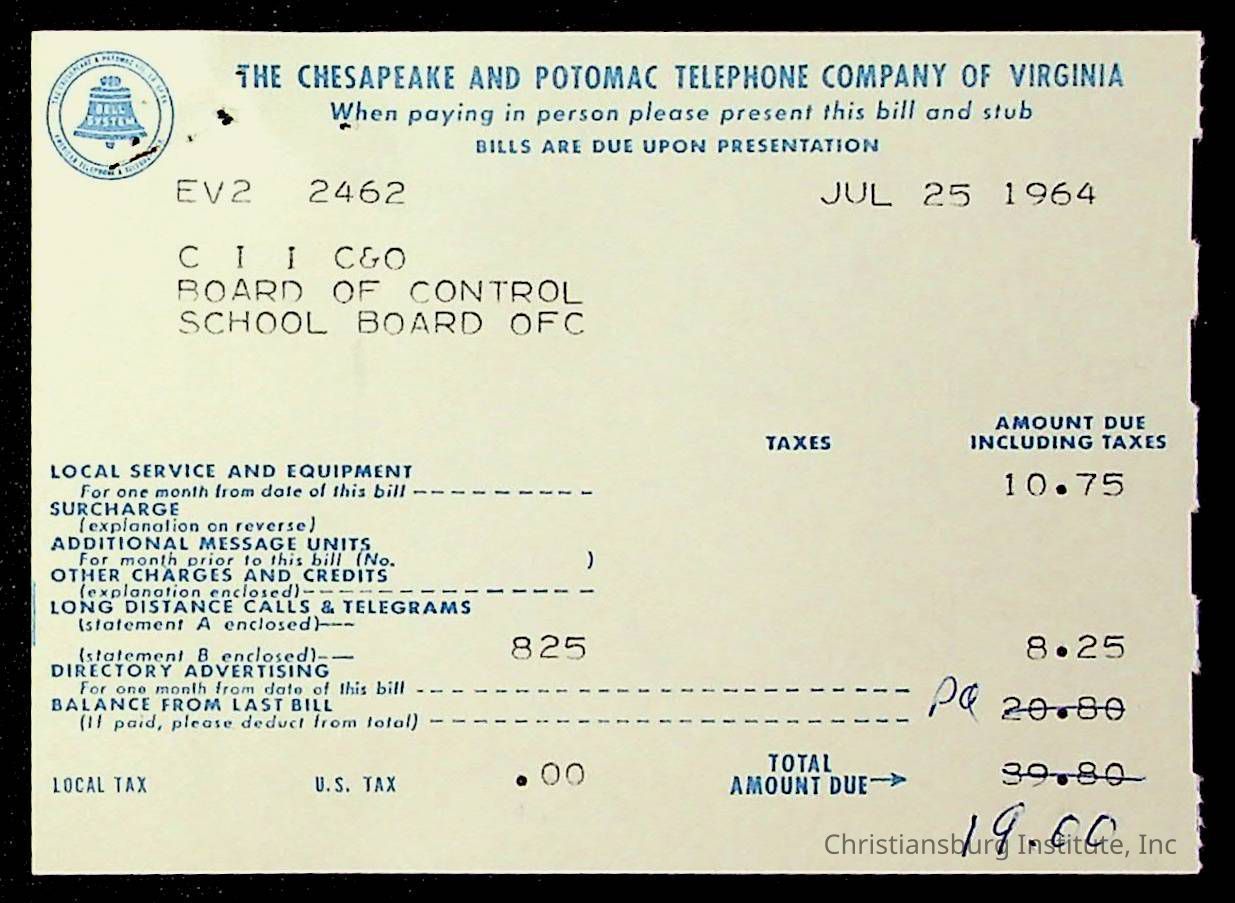 THE CHESAPEAKE AND POTOMAC TELEPHONE COMPANY OF VIRGINIA
When paying in person please present this bill and stub
BILLS ARE DUE UPON PRESENTATION
BELL SYSTEM
EV2 2462 JUL 25 1964
C I I C&O
BOARD OF CONTROL
SCHOOL BOARD OFC
TAXES AMOUNT DUE INCLUDING TAXES
LOCAL SERVICE AND EQUIPMENT
For one month from date of this bill 10.75
SURCHARGE
(explanation on reverse)
ADDITIONAL MESSAGE UNITS
For month prior to this bill (No. )
OTHER CHARGES AND CREDITS
(explanation enclosed)
LONG DISTANCE CALLS & TELEGRAMS
(statement A enclosed)
(statement B enclosed) 825 8.25
DIRECTORY ADVERTISING
For one month from date of this bill
BALANCE FROM LAST BILL
(If paid, please deduct from total) Pd 20.80
LOCAL TAX U.S. TAX .00 TOTAL AMOUNT DUE 39.80
19.00
Christiansburg Institute, Inc